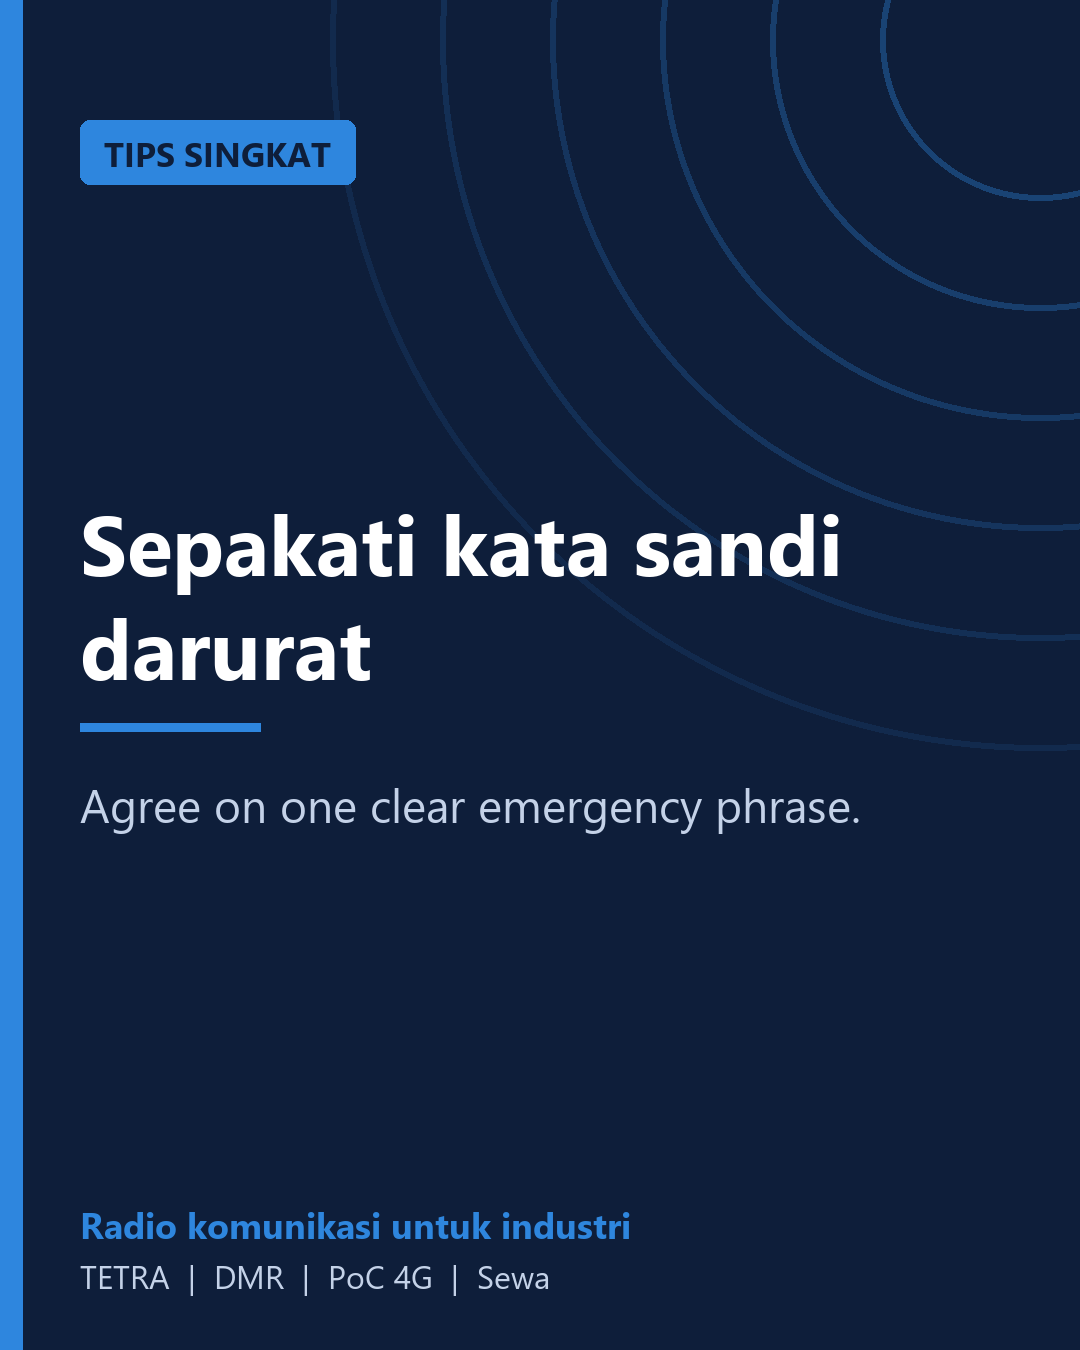 TIPS SINGKAT
Sepakati kata sandi
darurat
Agree on one clear emergency phrase.
Radio komunikasi untuk industri
TETRA | DMR | PoC 4G | Sewa